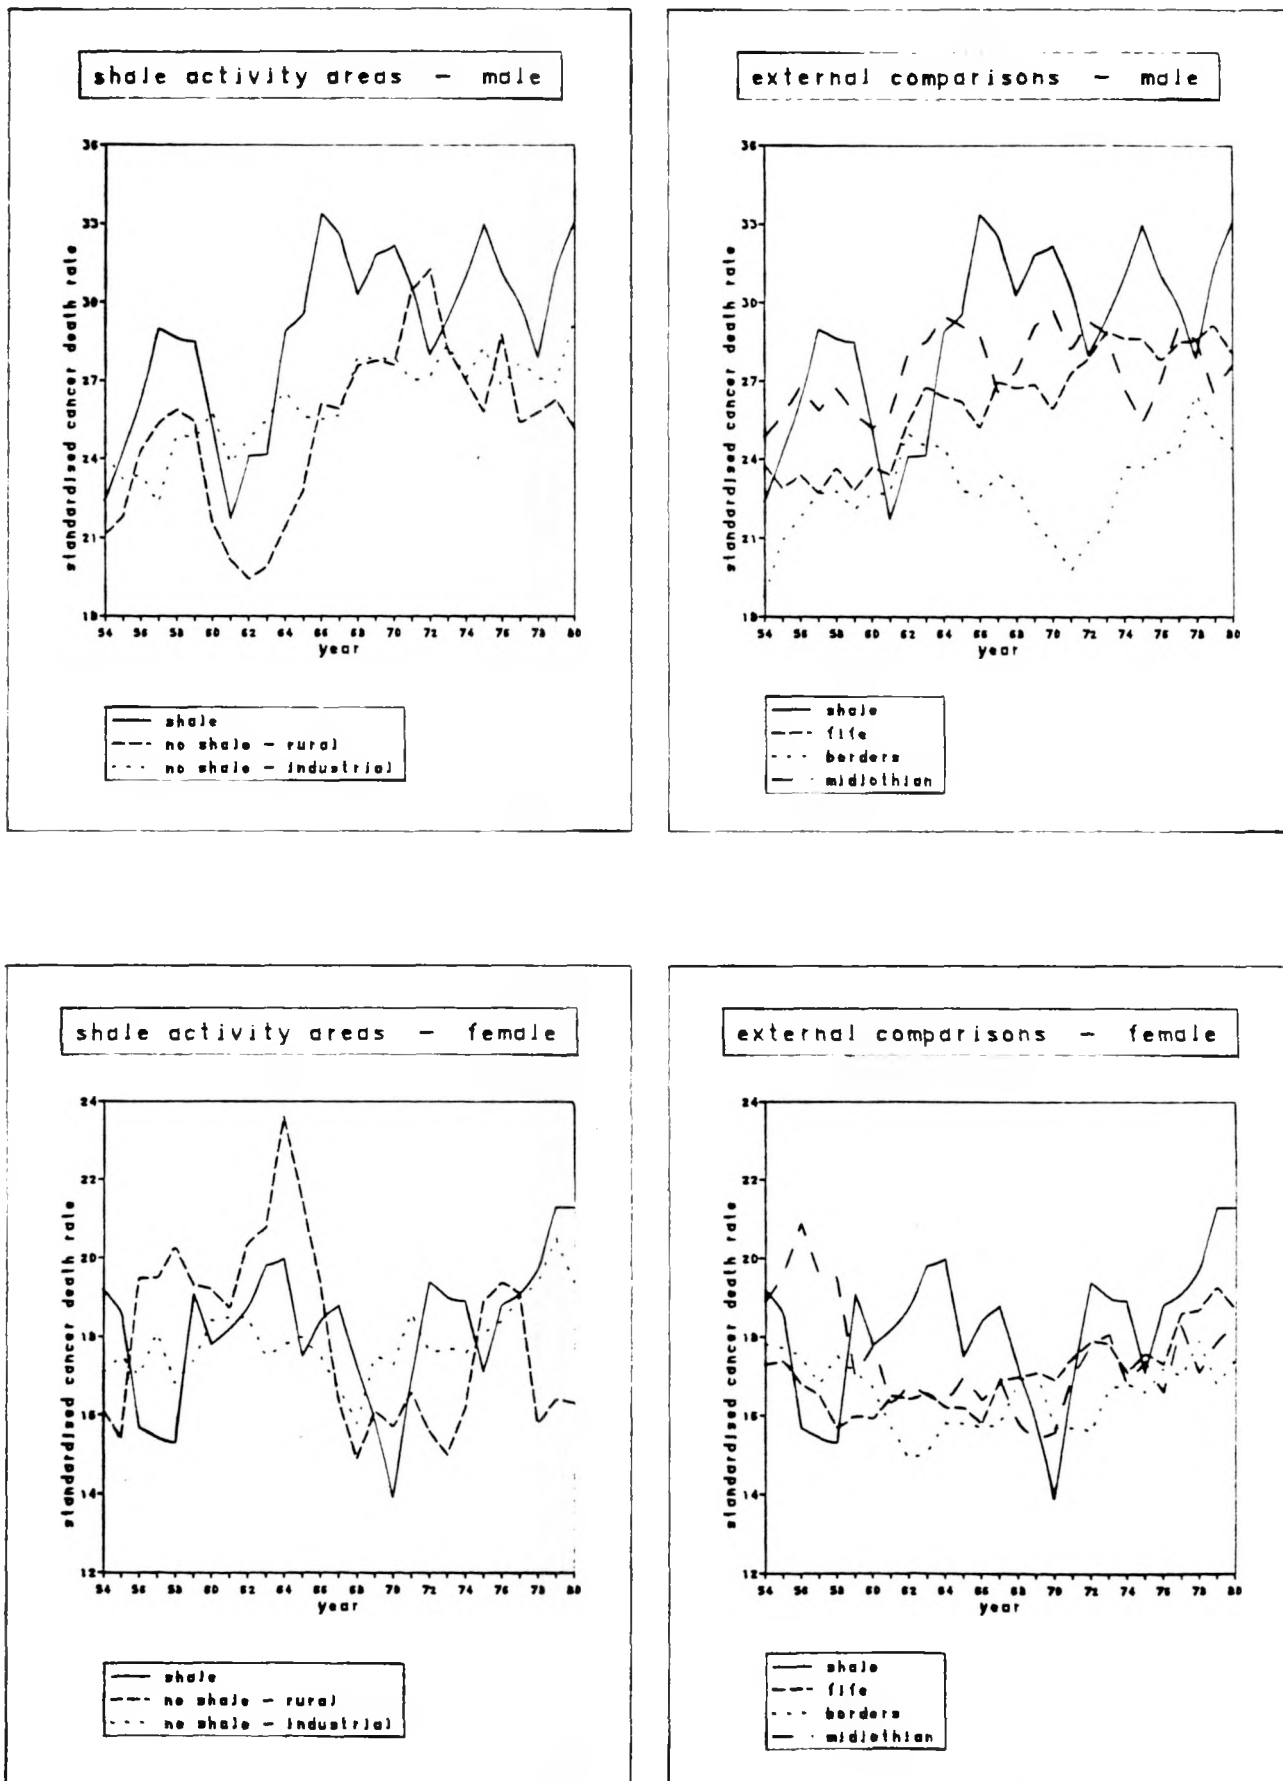 shale activity areas - male
standardised cancer death rate
36
33
30
27
24
21
18
54 56 58 60 62 64 66 68 70 72 74 76 78 80
year
shale
no shale - rural
no shale - industrial
external comparisons - male
standardised cancer death rate
36
33
30
27
24
21
18
54 56 58 60 62 64 66 68 70 72 74 76 78 80
year
shale
fife
borders
midlothian
shale activity areas - female
standardised cancer death rate
24
22
20
18
16
14
12
54 56 58 60 62 64 66 68 70 72 74 76 78 80
year
shale
no shale - rural
no shale - industrial
external comparisons - female
standardised cancer death rate
24
22
20
18
16
14
12
54 56 58 60 62 64 66 68 70 72 74 76 78 80
year
shale
fife
borders
midlothian